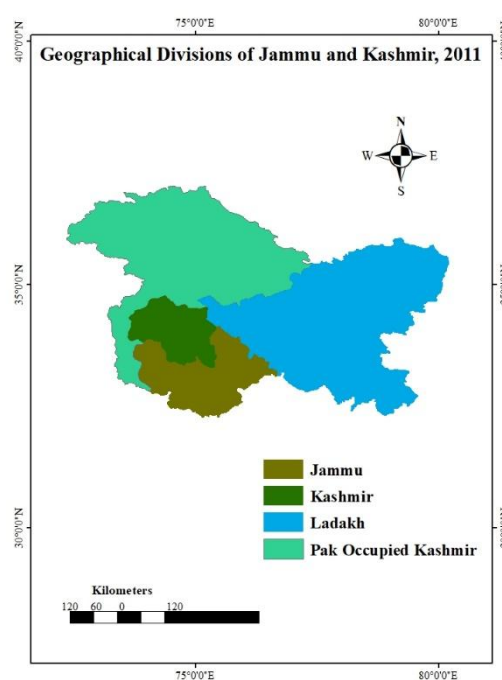 75°0'0"E 80°0'0"E
Geographical Divisions of Jammu and Kashmir, 2011
40°0'0"N
N
W E
S
35°0'0"N
Jammu
Kashmir
Ladakh
Pak Occupied Kashmir
30°0'0"N
Kilometers
120 60 0 120
75°0'0"E 80°0'0"E